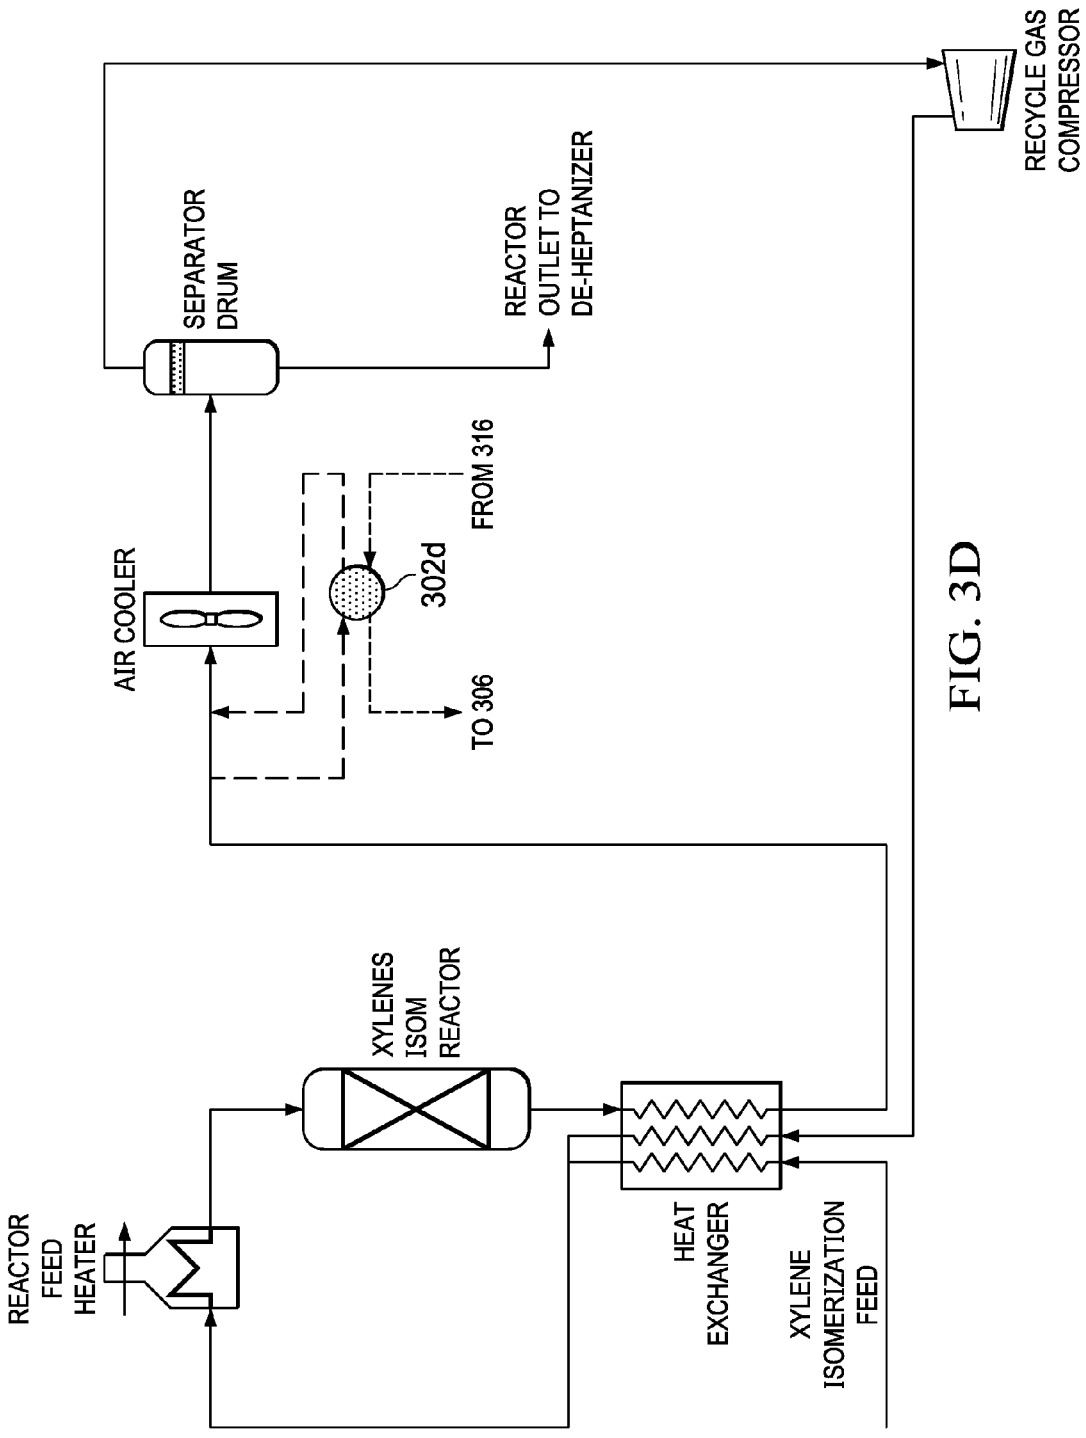 REACTOR
FEED
HEATER
XYLENES
ISOM
REACTOR
HEAT
EXCHANGER
XYLENE
ISOMERIZATION
FEED
AIR COOLER
TO 306
302d
FROM 316
SEPARATOR
DRUM
REACTOR
OUTLET TO
DE-HEPTANIZER
RECYCLE GAS
COMPRESSOR
FIG. 3D